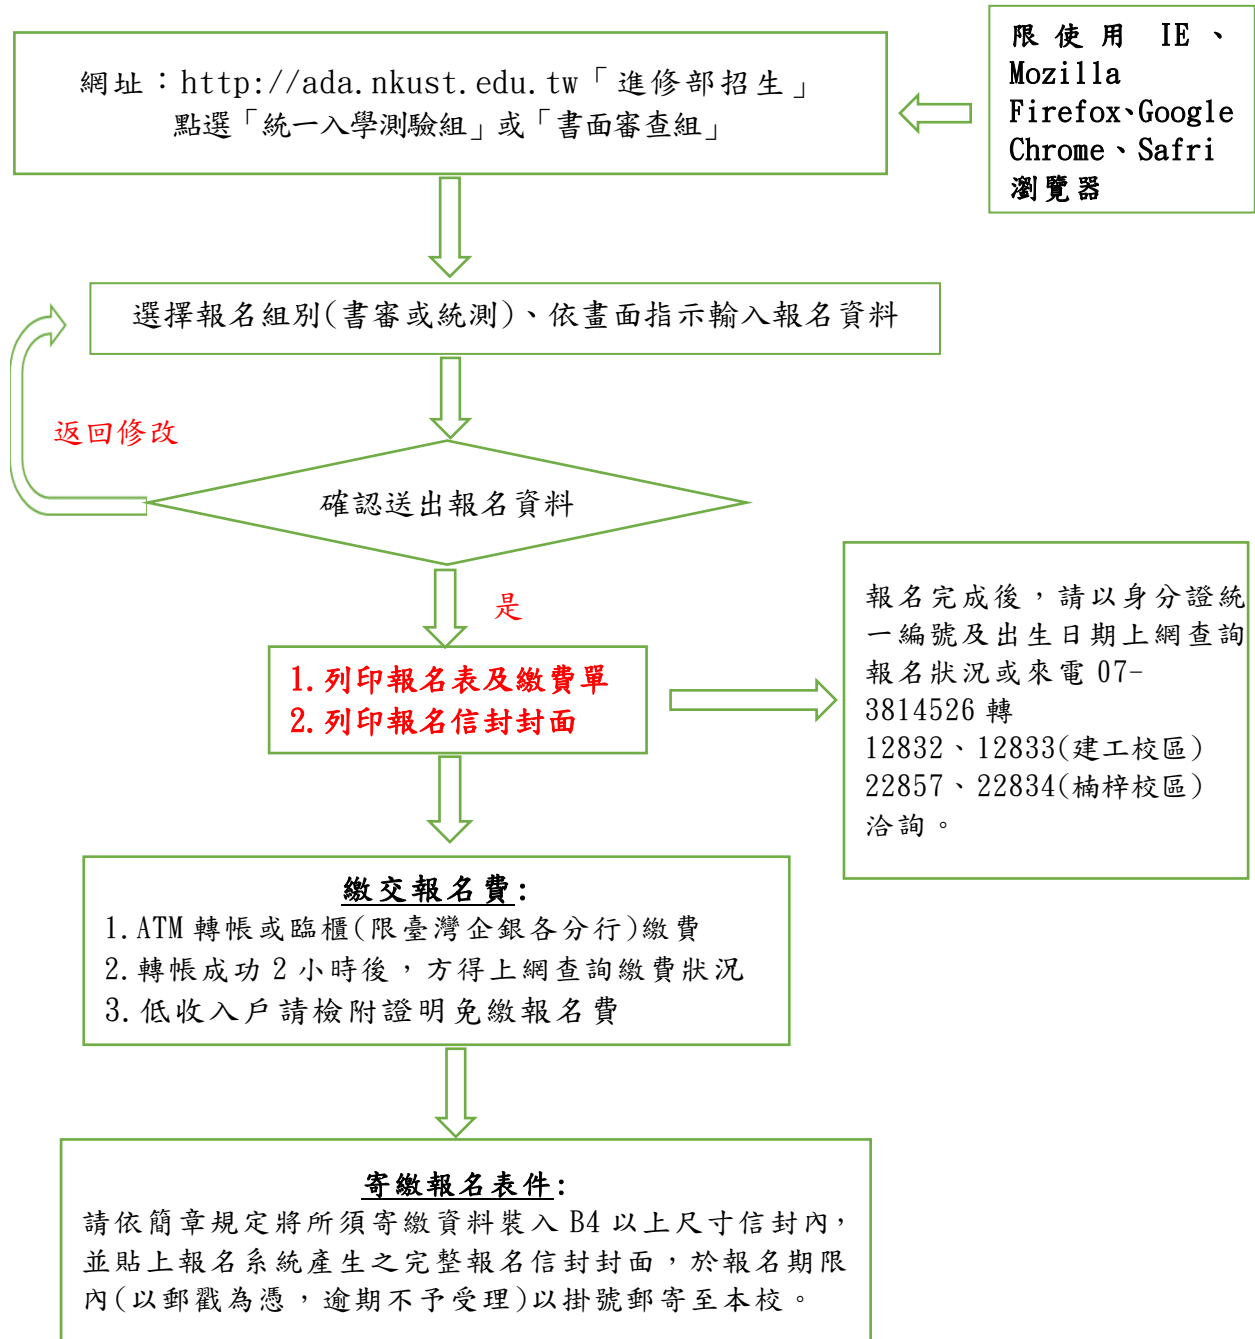 網址：http://ada.nkust.edu.tw「進修部招生」
點選「統一入學測驗組」或「書面審查組」
限使用 IE、
Mozilla
Firefox、Google
Chrome、Safri
瀏覽器
選擇報名組別(書審或統測)、依畫面指示輸入報名資料
返回修改
確認送出報名資料
是
1.列印報名表及繳費單
2.列印報名信封封面
報名完成後，請以身分證統
一編號及出生日期上網查詢
報名狀況或來電 07-
3814526 轉
12832、12833(建工校區)
22857、22834(楠梓校區)
洽詢。
繳交報名費:
1.ATM 轉帳或臨櫃(限臺灣企銀各分行)繳費
2.轉帳成功 2 小時後，方得上網查詢繳費狀況
3.低收入戶請檢附證明免繳報名費
寄繳報名表件:
請依簡章規定將所須寄繳資料裝入 B4 以上尺寸信封內，
並貼上報名系統產生之完整報名信封封面，於報名期限
內(以郵戳為憑，逾期不予受理)以掛號郵寄至本校。